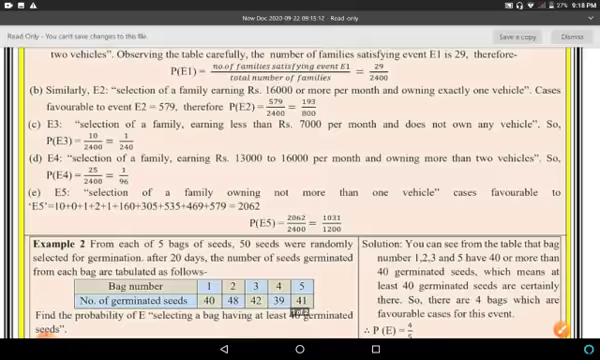 27% 9:18 PM
New Doc 2020-09-22 09.15.12 - Read-only
Read Only - You can't save changes to this file.
Save a copy
Dismiss
two vehicles". Observing the table carefully, the number of families satisfying event E1 is 29, therefore-
P(E1) = no.of families satisfying event E1 / total number of families = 29/2400
(b) Similarly, E2: "selection of a family earning Rs. 16000 or more per month and owning exactly one vehicle". Cases
favourable to event E2 = 579, therefore P(E2) = 579/2400 = 193/800
(c) E3: "selection of a family, earning less than Rs. 7000 per month and does not own any vehicle". So,
P(E3) = 10/2400 = 1/240
(d) E4: "selection of a family, earning Rs. 13000 to 16000 per month and owning more than two vehicles". So,
P(E4) = 25/2400 = 1/96
(e) E5: "selection of a family owning not more than one vehicle" cases favourable to
'E5'=10+0+1+2+1+160+305+535+469+579 = 2062
P(E5) = 2062/2400 = 1031/1200
Example 2 From each of 5 bags of seeds, 50 seeds were randomly
selected for germination. after 20 days, the number of seeds germinated
from each bag are tabulated as follows-
Bag number 1 2 3 4 5
No. of germinated seeds 40 48 42 39 41
Find the probability of E "selecting a bag having at least 40 germinated
seeds".
Solution: You can see from the table that bag
number 1,2,3 and 5 have 40 or more than
40 germinated seeds, which means at
least 40 germinated seeds are certainly
there. So, there are 4 bags which are
favourable cases for this event.
∴ P (E) = 4/5